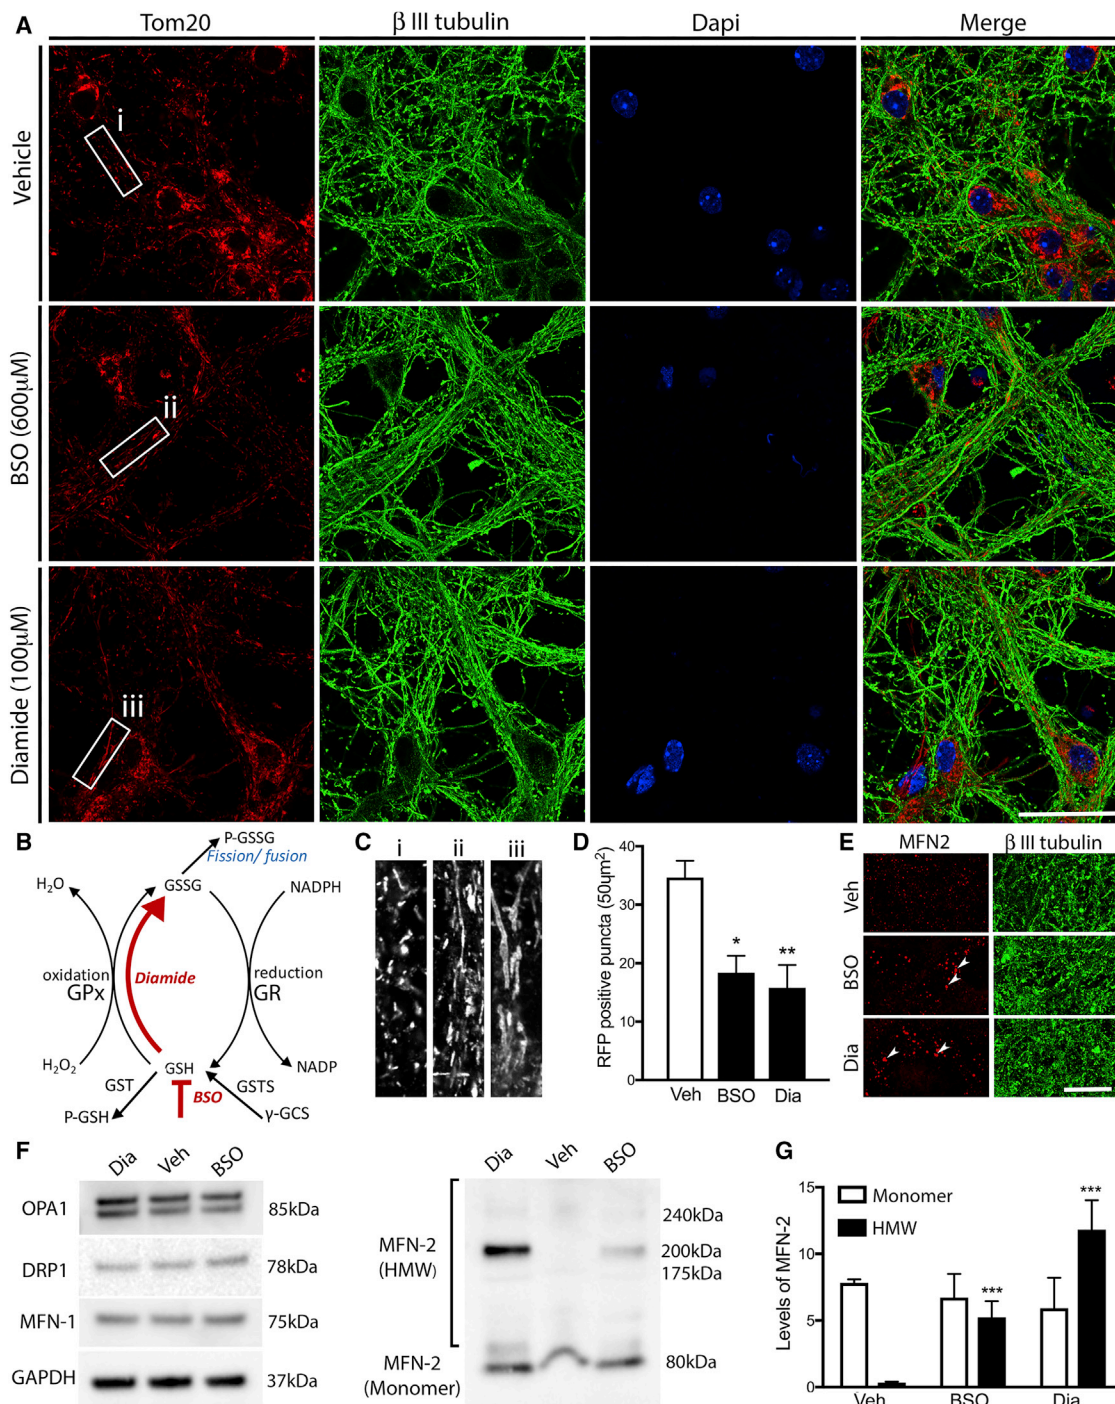 A
Tom20
β III tubulin
Dapi
Merge
Vehicle
i
BSO (600μM)
ii
Diamide (100μM)
iii
B
P-GSSG
Fission/ fusion
GSSG
H₂O
NADPH
oxidation
GPx
Diamide
reduction
GR
H₂O₂
GSH
NADP
GST
BSO
GSTS
P-GSH
γ-GCS
C
i
ii
iii
D
RFP positive puncta (50μm²)
40
30
20
10
0
*
**
Veh
BSO
Dia
E
MFN2
β III tubulin
Veh
BSO
Dia
F
Dia
Veh
BSO
OPA1
85kDa
DRP1
78kDa
MFN-1
75kDa
GAPDH
37kDa
Dia
Veh
BSO
MFN-2
(HMW)
240kDa
200kDa
175kDa
MFN-2
(Monomer)
80kDa
G
Levels of MFN-2
15
10
5
0
Monomer
HMW
***
***
Veh
BSO
Dia